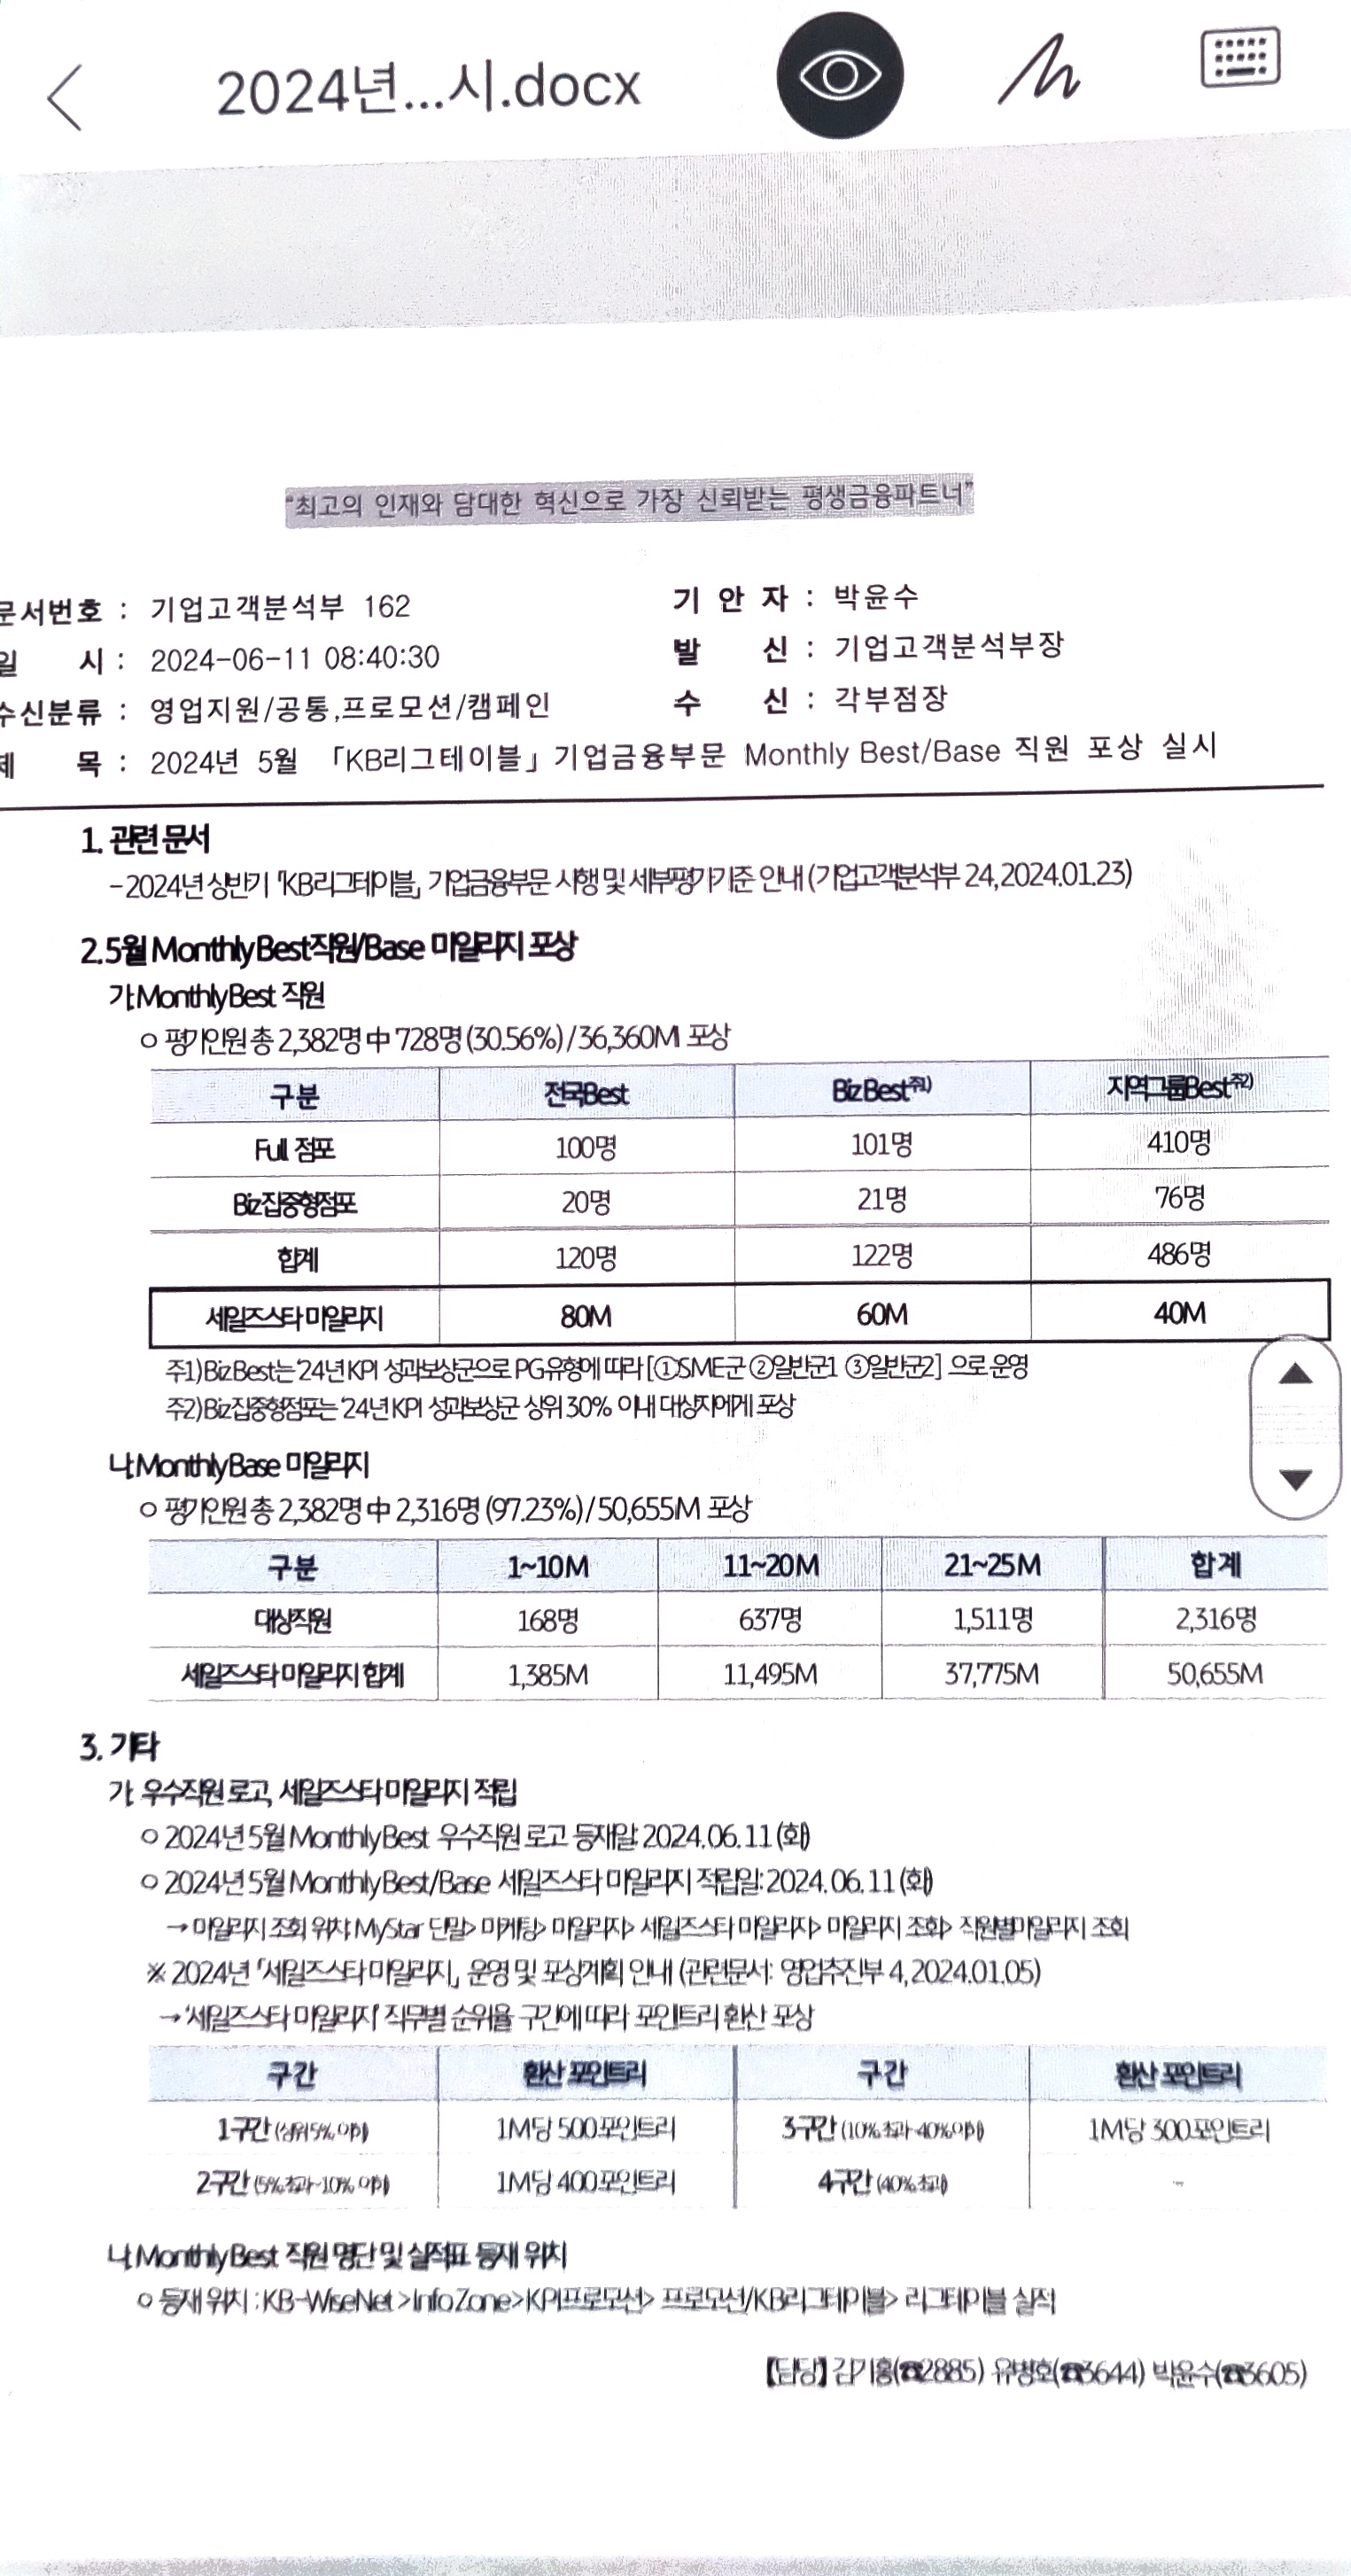 2024년...시.docx
"최고의 인재와 담대한 혁신으로 가장 신뢰받는 평생금융파트너"
문서번호 : 기업고객분석부 162 기 안 자 : 박윤수
일 시 : 2024-06-11 08:40:30 발 신 : 기업고객분석부장
수신분류 : 영업지원/공통,프로모션/캠페인 수 신 : 각부점장
제 목 : 2024년 5월 「KB리그테이블」기업금융부문 Monthly Best/Base 직원 포상 실시
1. 관련 문서
- 2024년 상반기 「KB리그테이블」 기업금융부문 시행 및 세부평가기준 안내 (기업고객분석부 24, 2024.01.23)
2. 5월 Monthly Best직원/Base 마일리지 포상
가. Monthly Best 직원
ㅇ 평가인원 총 2,382명 中 728명 (30.56%) / 36,360M 포상
구분 전국Best Biz Best주1) 지역그룹Best주2)
Full 점포 100명 101명 410명
Biz집중형점포 20명 21명 76명
합계 120명 122명 486명
세일즈스타 마일리지 80M 60M 40M
주1) Biz Best는 '24년 KPI 성과보상군으로 PG유형에 따라 [①SME군 ②일반군1 ③일반군2] 으로 운영
주2) Biz집중형점포는 '24년 KPI 성과보상군 상위 30% 이내 대상자에게 포상
나. Monthly Base 마일리지
ㅇ 평가인원 총 2,382명 中 2,316명 (97.23%) / 50,655M 포상
구분 1~10M 11~20M 21~25M 합계
대상직원 168명 637명 1,511명 2,316명
세일즈스타 마일리지 합계 1,385M 11,495M 37,775M 50,655M
3. 기타
가. 우수직원 로고, 세일즈스타 마일리지 적립
ㅇ 2024년 5월 Monthly Best 우수직원 로고 등재일: 2024.06.11 (화)
ㅇ 2024년 5월 Monthly Best/Base 세일즈스타 마일리지 적립일: 2024.06.11 (화)
→ 마일리지 조회 위치: MyStar 단말> 마케팅> 마일리지> 세일즈스타 마일리지> 마일리지 조회> 직원별마일리지 조회
※ 2024년 「세일즈스타 마일리지」 운영 및 포상계획 안내 (관련문서: 영업추진부 4, 2024.01.05)
→ '세일즈스타 마일리지' 직무별 순위율 구간에 따라 포인트리 환산 포상
구간 환산 포인트리 구간 환산 포인트리
1구간 (상위 5% 이하) 1M당 500포인트리 3구간 (10% 초과~40% 이하) 1M당 300포인트리
2구간 (5% 초과~10% 이하) 1M당 400포인트리 4구간 (40% 초과) -
나. Monthly Best 직원 명단 및 실적표 등재 위치
ㅇ 등재 위치 : KB-WiseNet > Info Zone > KPI프로모션> 프로모션/KB리그테이블> 리그테이블 실적
【담당】 김기홍(☎2885) 유병호(☎3644) 박윤수(☎3605)